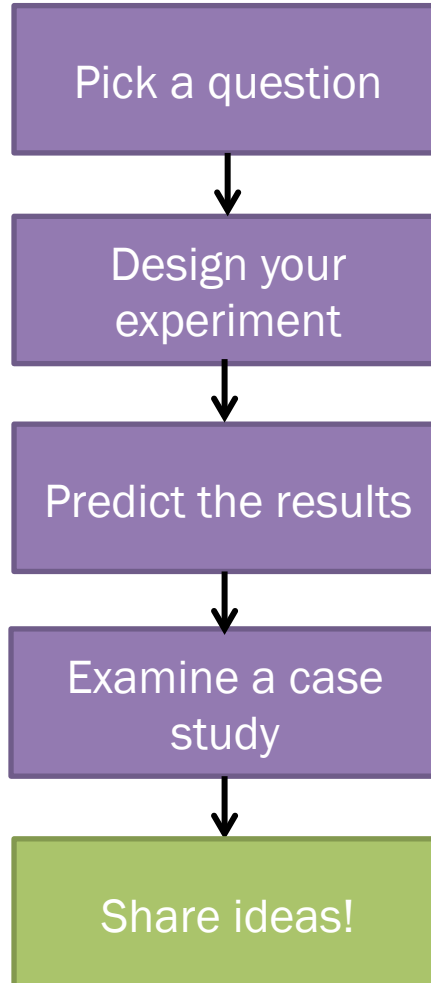 Pick a question
Design your
experiment
Predict the results
Examine a case
study
Share ideas!